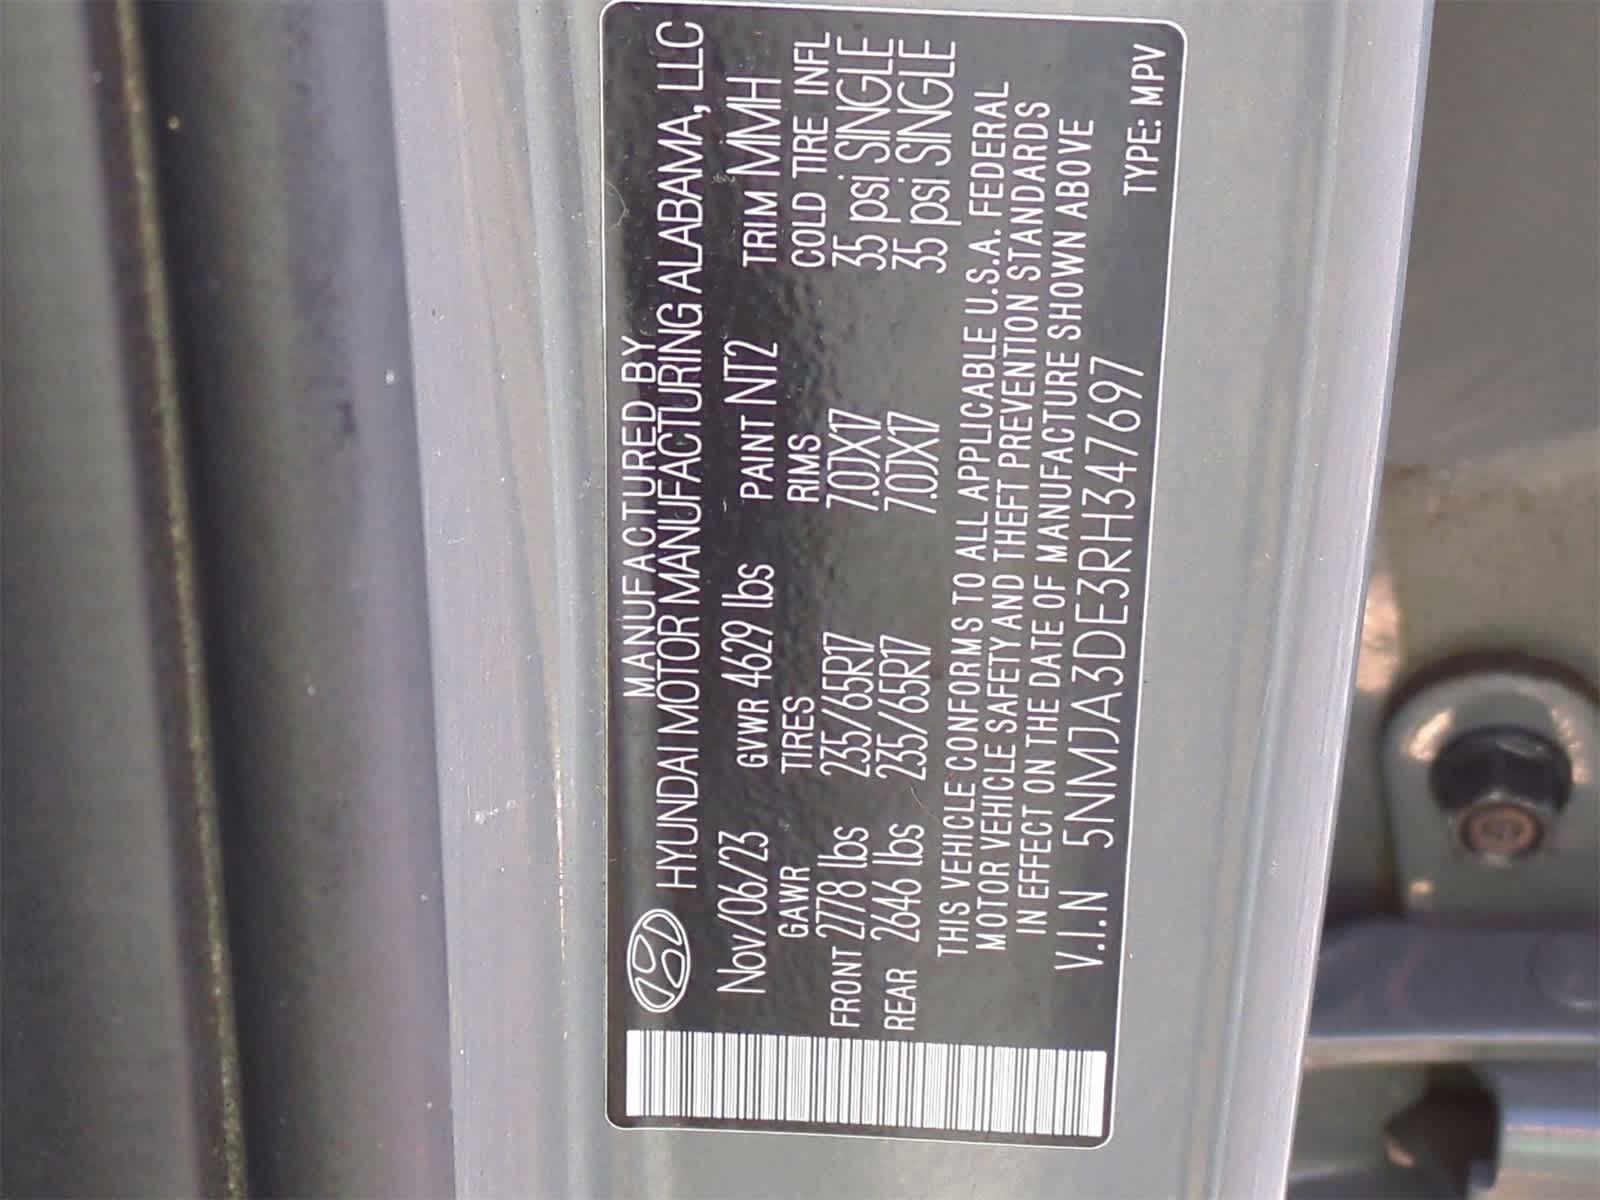 MANUFACTURED BY
HYUNDAI MOTOR MANUFACTURING ALABAMA, LLC
Nov/06/23 GVWR 4629 lbs PAINT NT2 TRIM MMH
GAWR TIRES RIMS COLD TIRE INFL
FRONT 2778 lbs 235/65R17 7.0JX17 35 psi SINGLE
REAR 2646 lbs 235/65R17 7.0JX17 35 psi SINGLE
THIS VEHICLE CONFORMS TO ALL APPLICABLE U.S.A. FEDERAL
MOTOR VEHICLE SAFETY AND THEFT PREVENTION STANDARDS
IN EFFECT ON THE DATE OF MANUFACTURE SHOWN ABOVE
V.I.N 5NMJA3DE3RH347697 TYPE: MPV